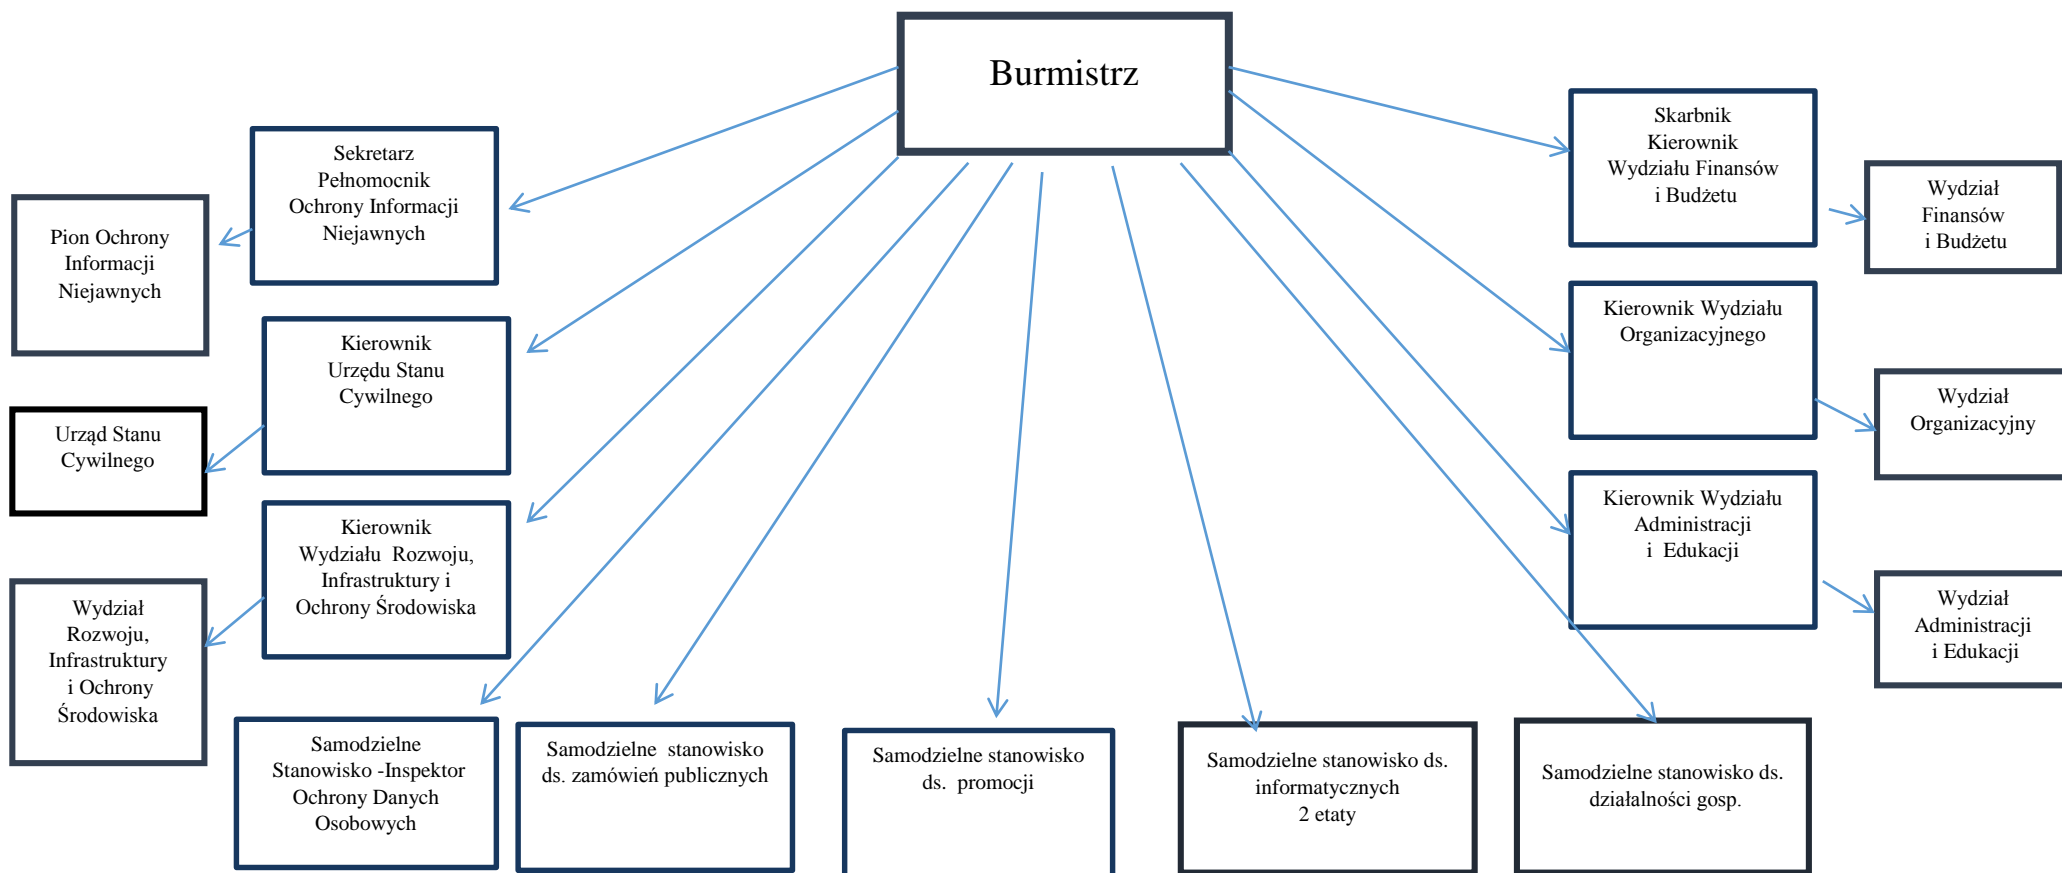 Burmistrz
Sekretarz
Pełnomocnik
Ochrony Informacji
Niejawnych
Pion Ochrony
Informacji
Niejawnych
Kierownik
Urzędu Stanu
Cywilnego
Urząd Stanu
Cywilnego
Kierownik
Wydziału  Rozwoju,
Infrastruktury i
Ochrony Środowiska
Wydział
Rozwoju,
Infrastruktury
i Ochrony
Środowiska
Skarbnik
Kierownik
Wydziału Finansów
i Budżetu
Wydział
Finansów
i Budżetu
Kierownik Wydziału
Organizacyjnego
Wydział
Organizacyjny
Kierownik Wydziału
Administracji
i  Edukacji
Wydział
Administracji
i Edukacji
Samodzielne
Stanowisko -Inspektor
Ochrony Danych
Osobowych
Samodzielne  stanowisko
ds. zamówień publicznych
Samodzielne stanowisko
ds.  promocji
Samodzielne stanowisko ds.
informatycznych
2 etaty
Samodzielne stanowisko ds.
działalności gosp.